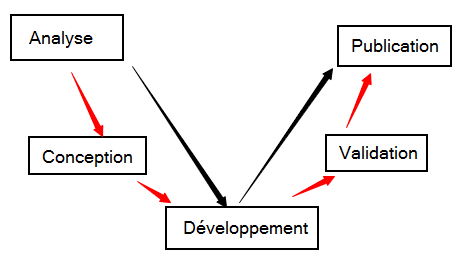 Analyse
Publication
Conception
Validation
Développement